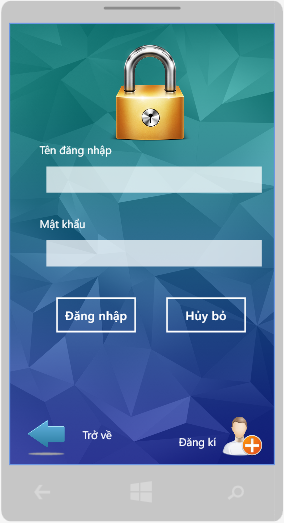 Tên đăng nhập
Mật khẩu
Đăng nhập
Hủy bỏ
Trở về
Đăng kí